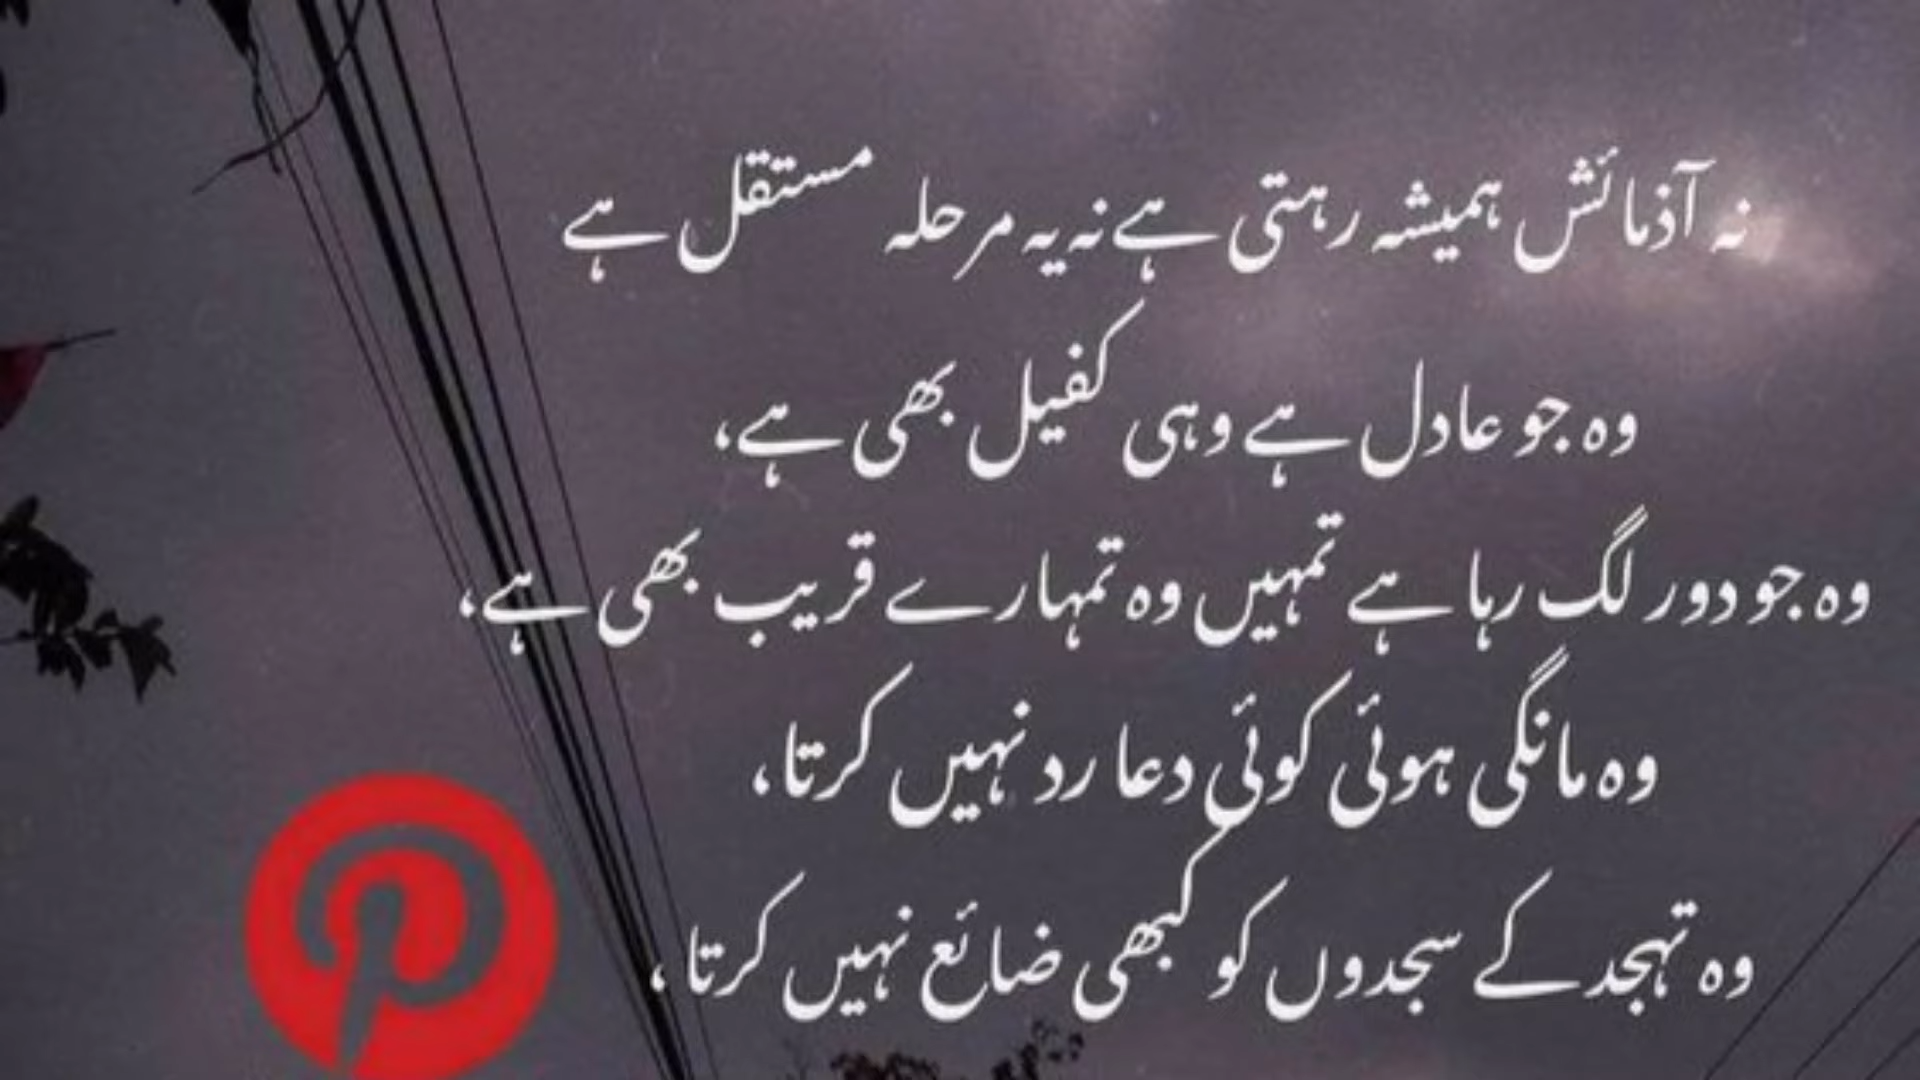 نہ آذمائش ہمیشہ رہتی ہے نہ یہ مرحلہ مستقل ہے
وہ جو عادل ہے وہی کفیل بھی ہے،
وہ جو دور لگ رہا ہے تمہیں وہ تمہارے قریب بھی ہے،
وہ مانگی ہوئی کوئی دعا رد نہیں کرتا،
وہ تہجد کے سجدوں کو کبھی ضائع نہیں کرتا ،